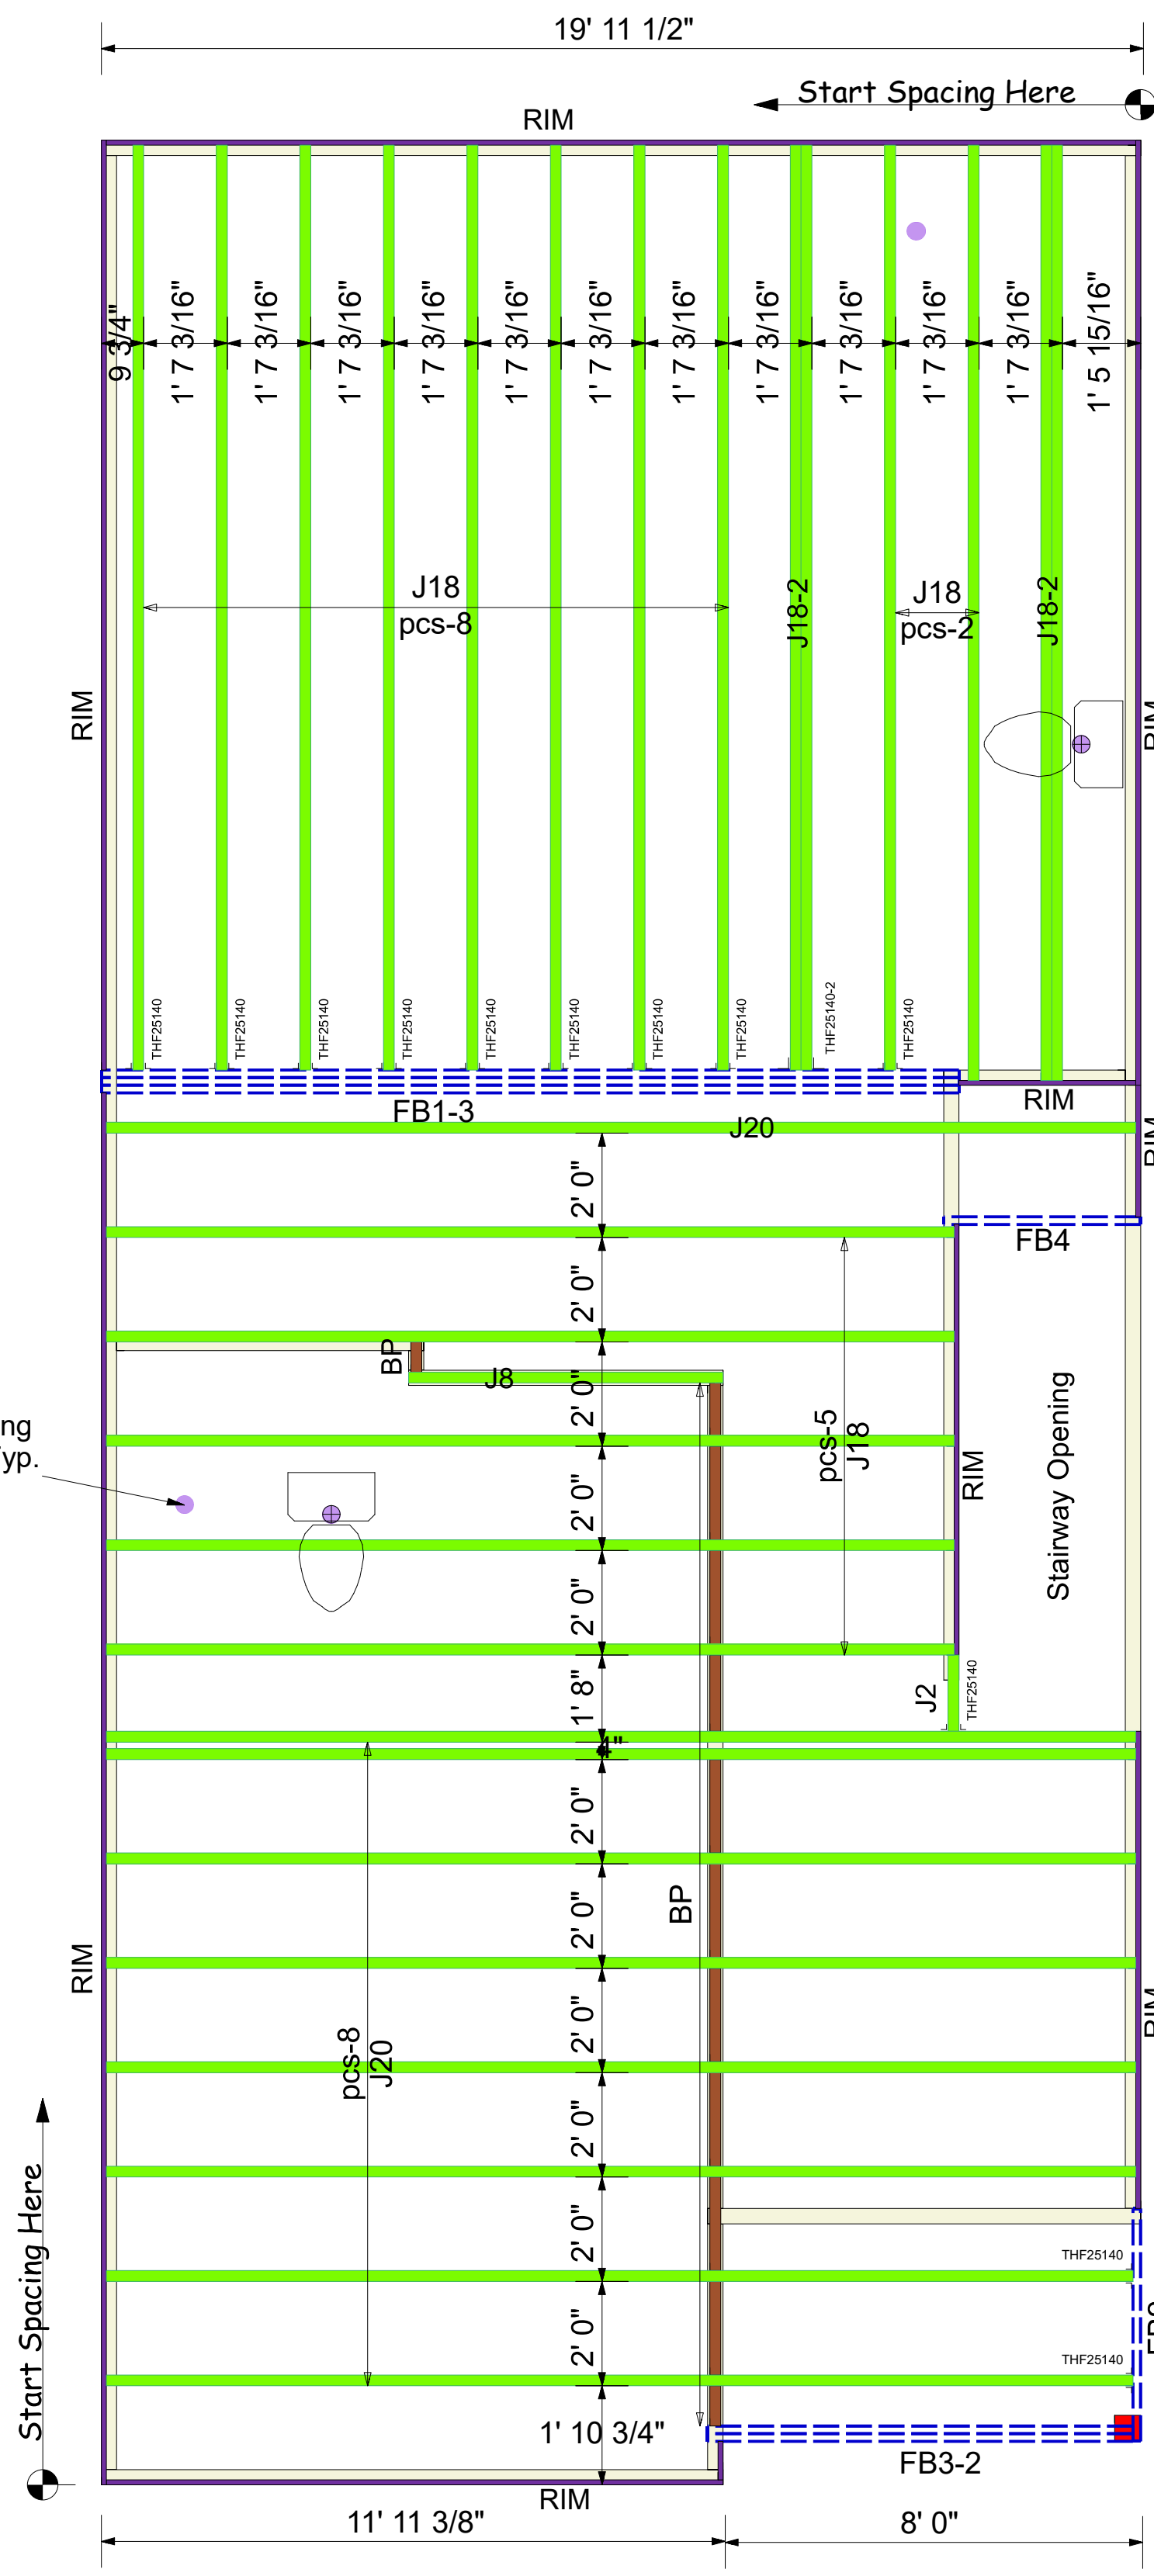 19' 11 1/2"
Start Spacing Here
RIM
9 3/4"
1' 7 3/16"
1' 7 3/16"
1' 7 3/16"
1' 7 3/16"
1' 7 3/16"
1' 7 3/16"
1' 7 3/16"
1' 7 3/16"
1' 7 3/16"
1' 7 3/16"
1' 7 3/16"
1' 5 15/16"
J18
pcs-8
J18-2
J18
pcs-2
J18-2
RIM
RIM
THF25140
THF25140
THF25140
THF25140
THF25140
THF25140
THF25140
THF25140
THF25140-2
THF25140
FB1-3
RIM
J20
RIM
2' 0"
FB4
2' 0"
BP
J8
2' 0"
pcs-5
J18
RIM
Stairway Opening
2' 0"
2' 0"
1' 8"
J2
THF25140
4"
2' 0"
BP
2' 0"
RIM
RIM
2' 0"
pcs-8
J20
2' 0"
2' 0"
THF25140
2' 0"
THF25140
Start Spacing Here
1' 10 3/4"
FB3-2
RIM
11' 11 3/8"
8' 0"